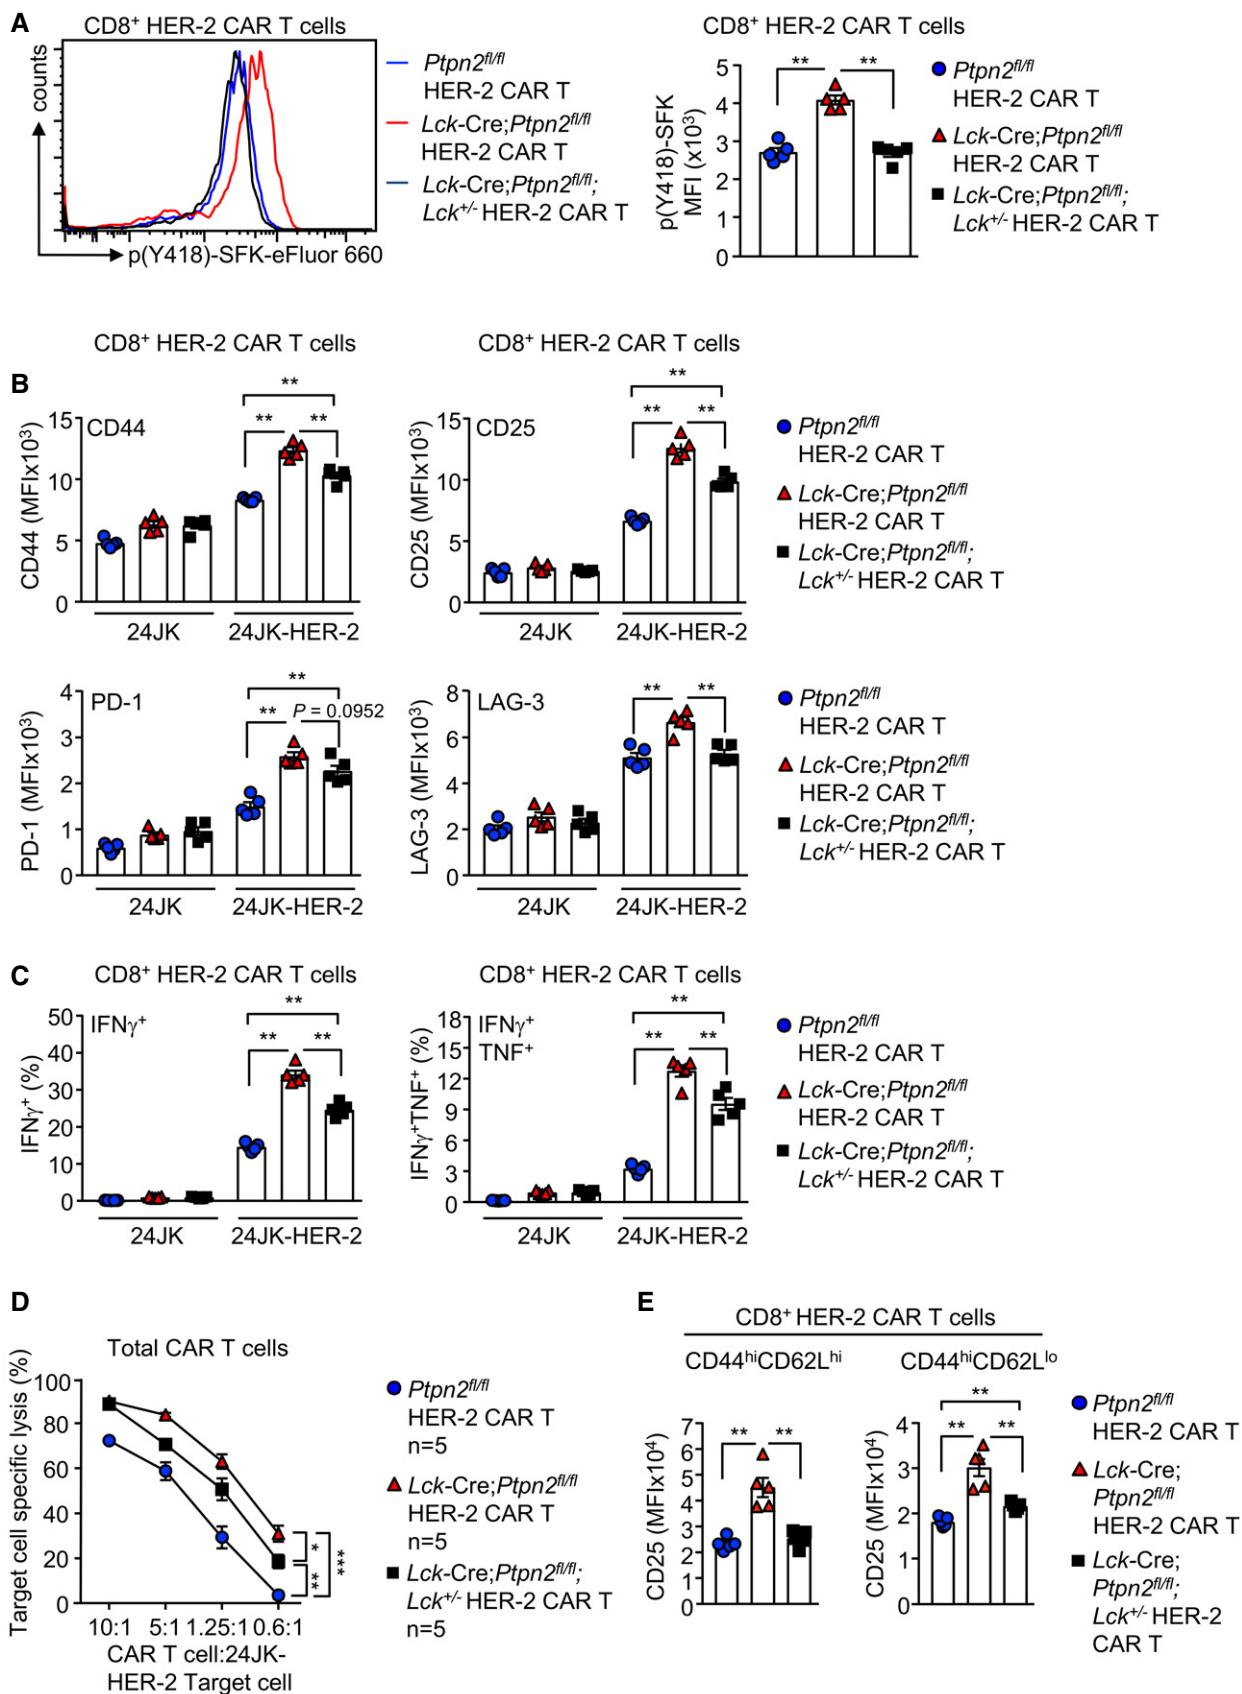 A
CD8+ HER-2 CAR T cells
counts
p(Y418)-SFK-eFluor 660
Ptpn2fl/fl
HER-2 CAR T
Lck-Cre;Ptpn2fl/fl
HER-2 CAR T
Lck-Cre;Ptpn2fl/fl;
Lck+/- HER-2 CAR T
CD8+ HER-2 CAR T cells
p(Y418)-SFK
MFI (x103)
5
4
3
2
1
0
** **
Ptpn2fl/fl
HER-2 CAR T
Lck-Cre;Ptpn2fl/fl
HER-2 CAR T
Lck-Cre;Ptpn2fl/fl;
Lck+/- HER-2 CAR T
B
CD8+ HER-2 CAR T cells
CD44 (MFIx103)
15
10
5
0
CD44
**
** **
24JK 24JK-HER-2
CD8+ HER-2 CAR T cells
CD25 (MFIx103)
15
10
5
0
CD25
**
** **
24JK 24JK-HER-2
Ptpn2fl/fl
HER-2 CAR T
Lck-Cre;Ptpn2fl/fl
HER-2 CAR T
Lck-Cre;Ptpn2fl/fl;
Lck+/- HER-2 CAR T
PD-1 (MFIx103)
4
3
2
1
0
PD-1
**
** P = 0.0952
24JK 24JK-HER-2
LAG-3 (MFIx103)
8
6
4
2
0
LAG-3
** **
24JK 24JK-HER-2
Ptpn2fl/fl
HER-2 CAR T
Lck-Cre;Ptpn2fl/fl
HER-2 CAR T
Lck-Cre;Ptpn2fl/fl;
Lck+/- HER-2 CAR T
C
CD8+ HER-2 CAR T cells
IFNγ+ (%)
50
40
30
20
10
0
IFNγ+
**
** **
24JK 24JK-HER-2
CD8+ HER-2 CAR T cells
IFNγ+TNF+ (%)
18
15
12
9
6
3
0
IFNγ+
TNF+
**
** **
24JK 24JK-HER-2
Ptpn2fl/fl
HER-2 CAR T
Lck-Cre;Ptpn2fl/fl
HER-2 CAR T
Lck-Cre;Ptpn2fl/fl;
Lck+/- HER-2 CAR T
D
Total CAR T cells
Target cell specific lysis (%)
100
80
60
40
20
0
*
**
***
10:1 5:1 1.25:1 0.6:1
CAR T cell:24JK-
HER-2 Target cell
Ptpn2fl/fl
HER-2 CAR T
n=5
Lck-Cre;Ptpn2fl/fl
HER-2 CAR T
n=5
Lck-Cre;Ptpn2fl/fl;
Lck+/- HER-2 CAR T
n=5
E
CD8+ HER-2 CAR T cells
CD44hiCD62Lhi
CD25 (MFIx104)
7
6
5
4
3
2
1
0
** **
CD44hiCD62Llo
CD25 (MFIx104)
4
3
2
1
0
**
** **
Ptpn2fl/fl
HER-2 CAR T
Lck-Cre;
Ptpn2fl/fl
HER-2 CAR T
Lck-Cre;
Ptpn2fl/fl;
Lck+/- HER-2
CAR T